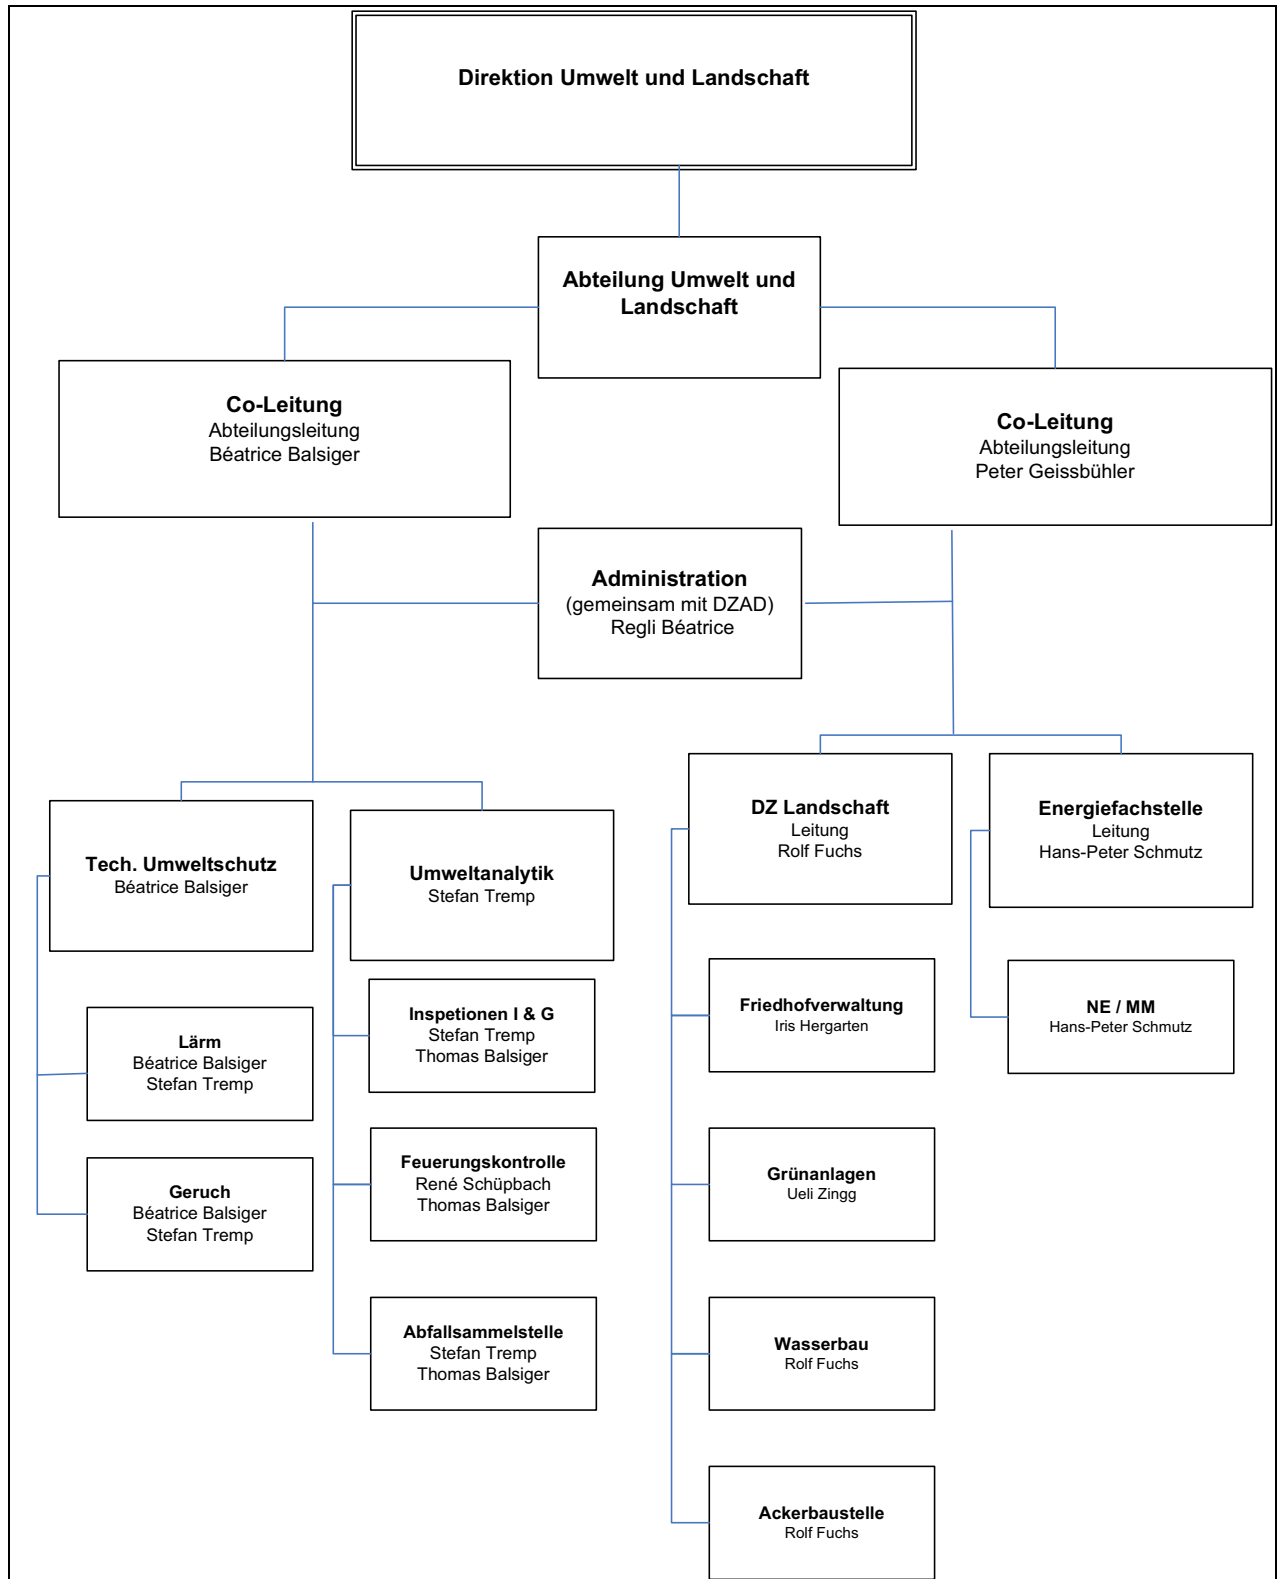 Direktion Umwelt und Landschaft
Abteilung Umwelt und
Landschaft
Co-Leitung
Abteilungsleitung
Béatrice Balsiger
Co-Leitung
Abteilungsleitung
Peter Geissbühler
Administration
(gemeinsam mit DZAD)
Regli Béatrice
Tech. Umweltschutz
Béatrice Balsiger
Lärm
Béatrice Balsiger
Stefan Tremp
Geruch
Béatrice Balsiger
Stefan Tremp
Umweltanalytik
Stefan Tremp
Inspetionen I & G
Stefan Tremp
Thomas Balsiger
Feuerungskontrolle
René Schüpbach
Thomas Balsiger
Abfallsammelstelle
Stefan Tremp
Thomas Balsiger
DZ Landschaft
Leitung
Rolf Fuchs
Friedhofverwaltung
Iris Hergarten
Grünanlagen
Ueli Zingg
Wasserbau
Rolf Fuchs
Ackerbaustelle
Rolf Fuchs
Energiefachstelle
Leitung
Hans-Peter Schmutz
NE / MM
Hans-Peter Schmutz